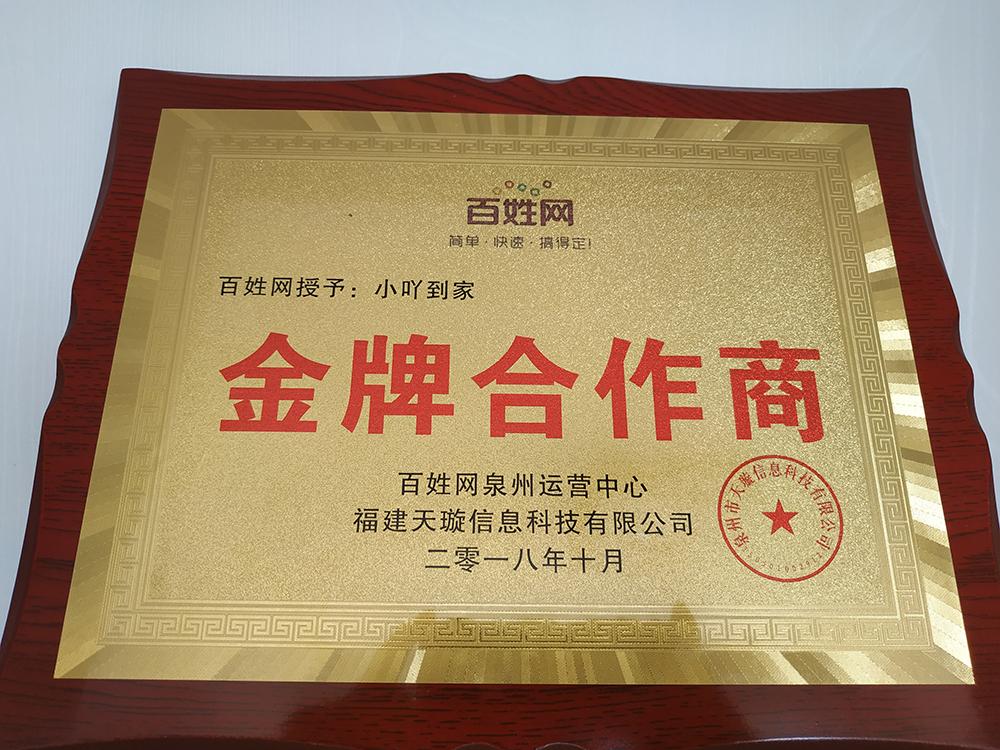 百姓网
简单·快速·搞得定!
百姓网授予：小吖到家
金牌合作商
百姓网泉州运营中心
福建天璇信息科技有限公司
二零一八年十月
泉州市天璇信息科技有限公司